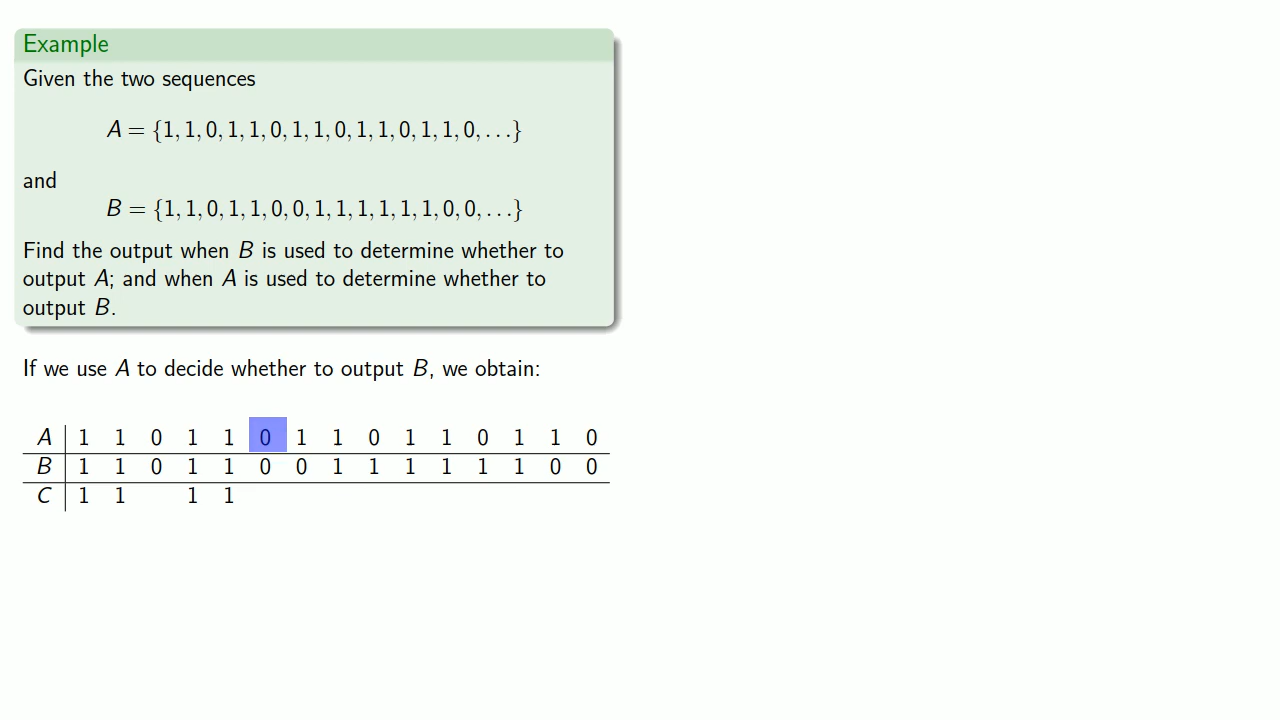 Example
Given the two sequences
A = {1, 1, 0, 1, 1, 0, 1, 1, 0, 1, 1, 0, 1, 1, 0, ...}
and
B = {1, 1, 0, 1, 1, 0, 0, 1, 1, 1, 1, 1, 1, 0, 0, ...}
Find the output when B is used to determine whether to
output A; and when A is used to determine whether to
output B.
If we use A to decide whether to output B, we obtain:
A 1 1 0 1 1 0 1 1 0 1 1 0 1 1 0
B 1 1 0 1 1 0 0 1 1 1 1 1 1 0 0
C 1 1 1 1